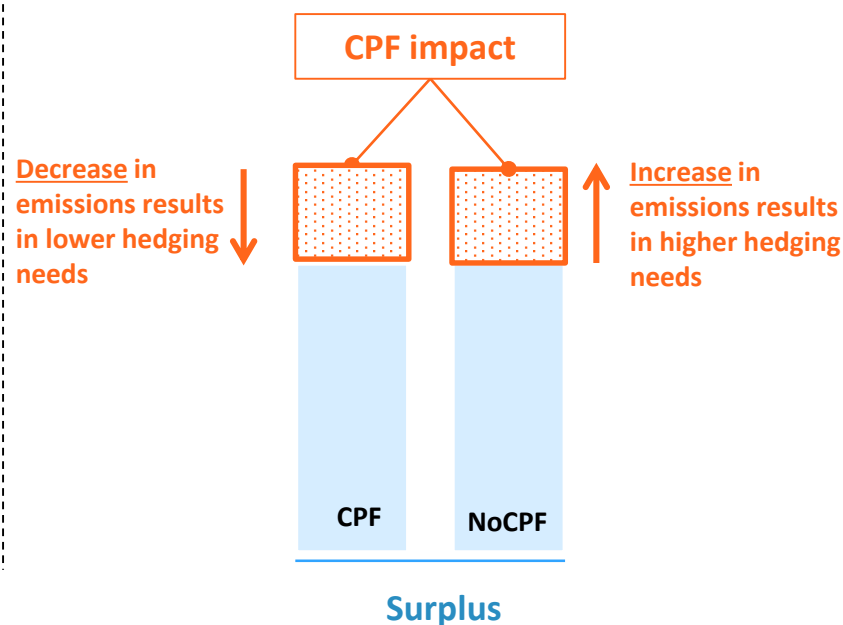 CPF impact
Decrease in
emissions results
in lower hedging
needs
Increase in
emissions results
in higher hedging
needs
CPF
NoCPF
Surplus